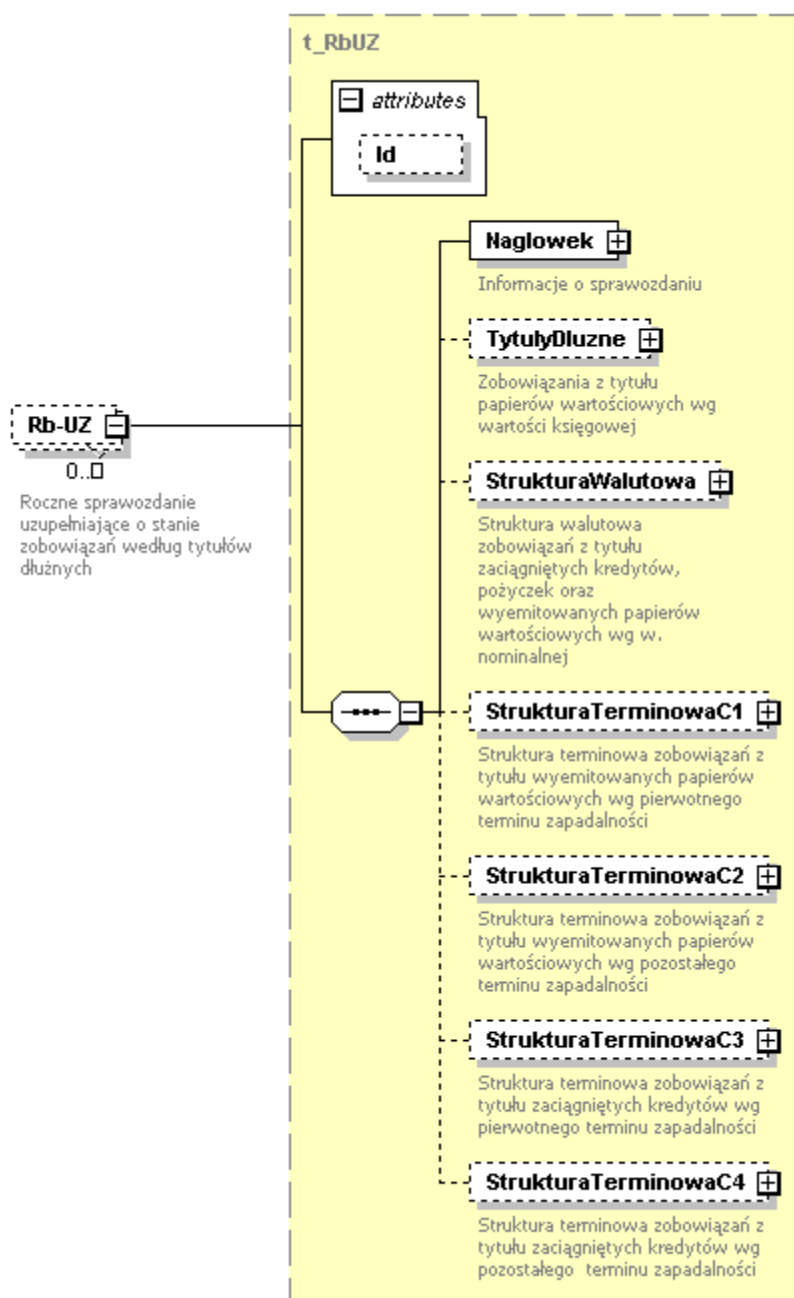 t_RbUZ
attributes
Id
Naglowek
Informacje o sprawozdaniu
TytulyDluzne
Zobowiązania z tytułu
papierów wartościowych wg
wartości księgowej
Rb-UZ
0..□
Roczne sprawozdanie
uzupełniające o stanie
zobowiązań według tytułów
dłużnych
StrukturaWalutowa
Struktura walutowa
zobowiązań z tytułu
zaciągniętych kredytów,
pożyczek oraz
wyemitowanych papierów
wartościowych wg w.
nominalnej
StrukturaTerminowaC1
Struktura terminowa zobowiązań z
tytułu wyemitowanych papierów
wartościowych wg pierwotnego
terminu zapadalności
StrukturaTerminowaC2
Struktura terminowa zobowiązań z
tytułu wyemitowanych papierów
wartościowych wg pozostałego
terminu zapadalności
StrukturaTerminowaC3
Struktura terminowa zobowiązań z
tytułu zaciągniętych kredytów wg
pierwotnego terminu zapadalności
StrukturaTerminowaC4
Struktura terminowa zobowiązań z
tytułu zaciągniętych kredytów wg
pozostałego terminu zapadalności